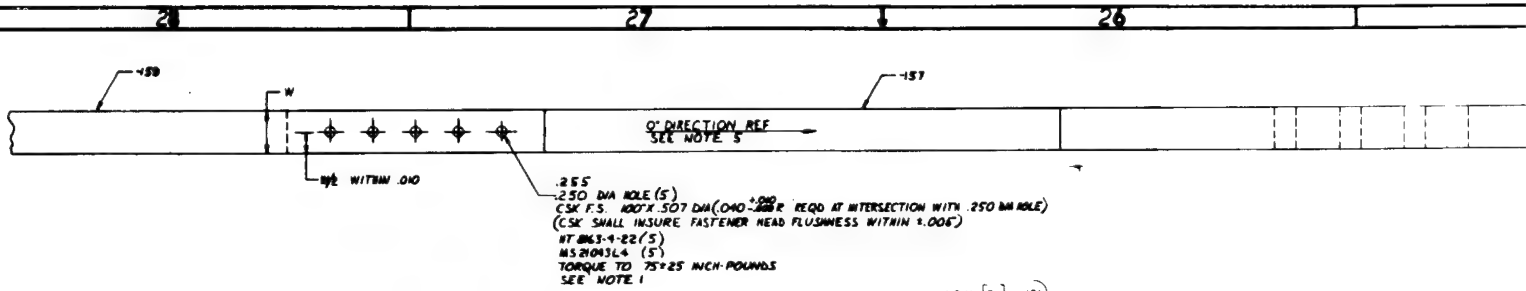 28 27 26
-159
W
-157
0° DIRECTION REF
SEE NOTE 5
W/2 WITHIN .010
.255
.250 DIA HOLE (5)
CSK F.S. 100° X .507 DIA (.040 R REQD AT INTERSECTION WITH .250 DIA HOLE)
(CSK SHALL INSURE FASTENER HEAD FLUSHNESS WITHIN ±.006)
MS21043L4 (5)
TORQUE TO 75±25 INCH-POUNDS
SEE NOTE 1